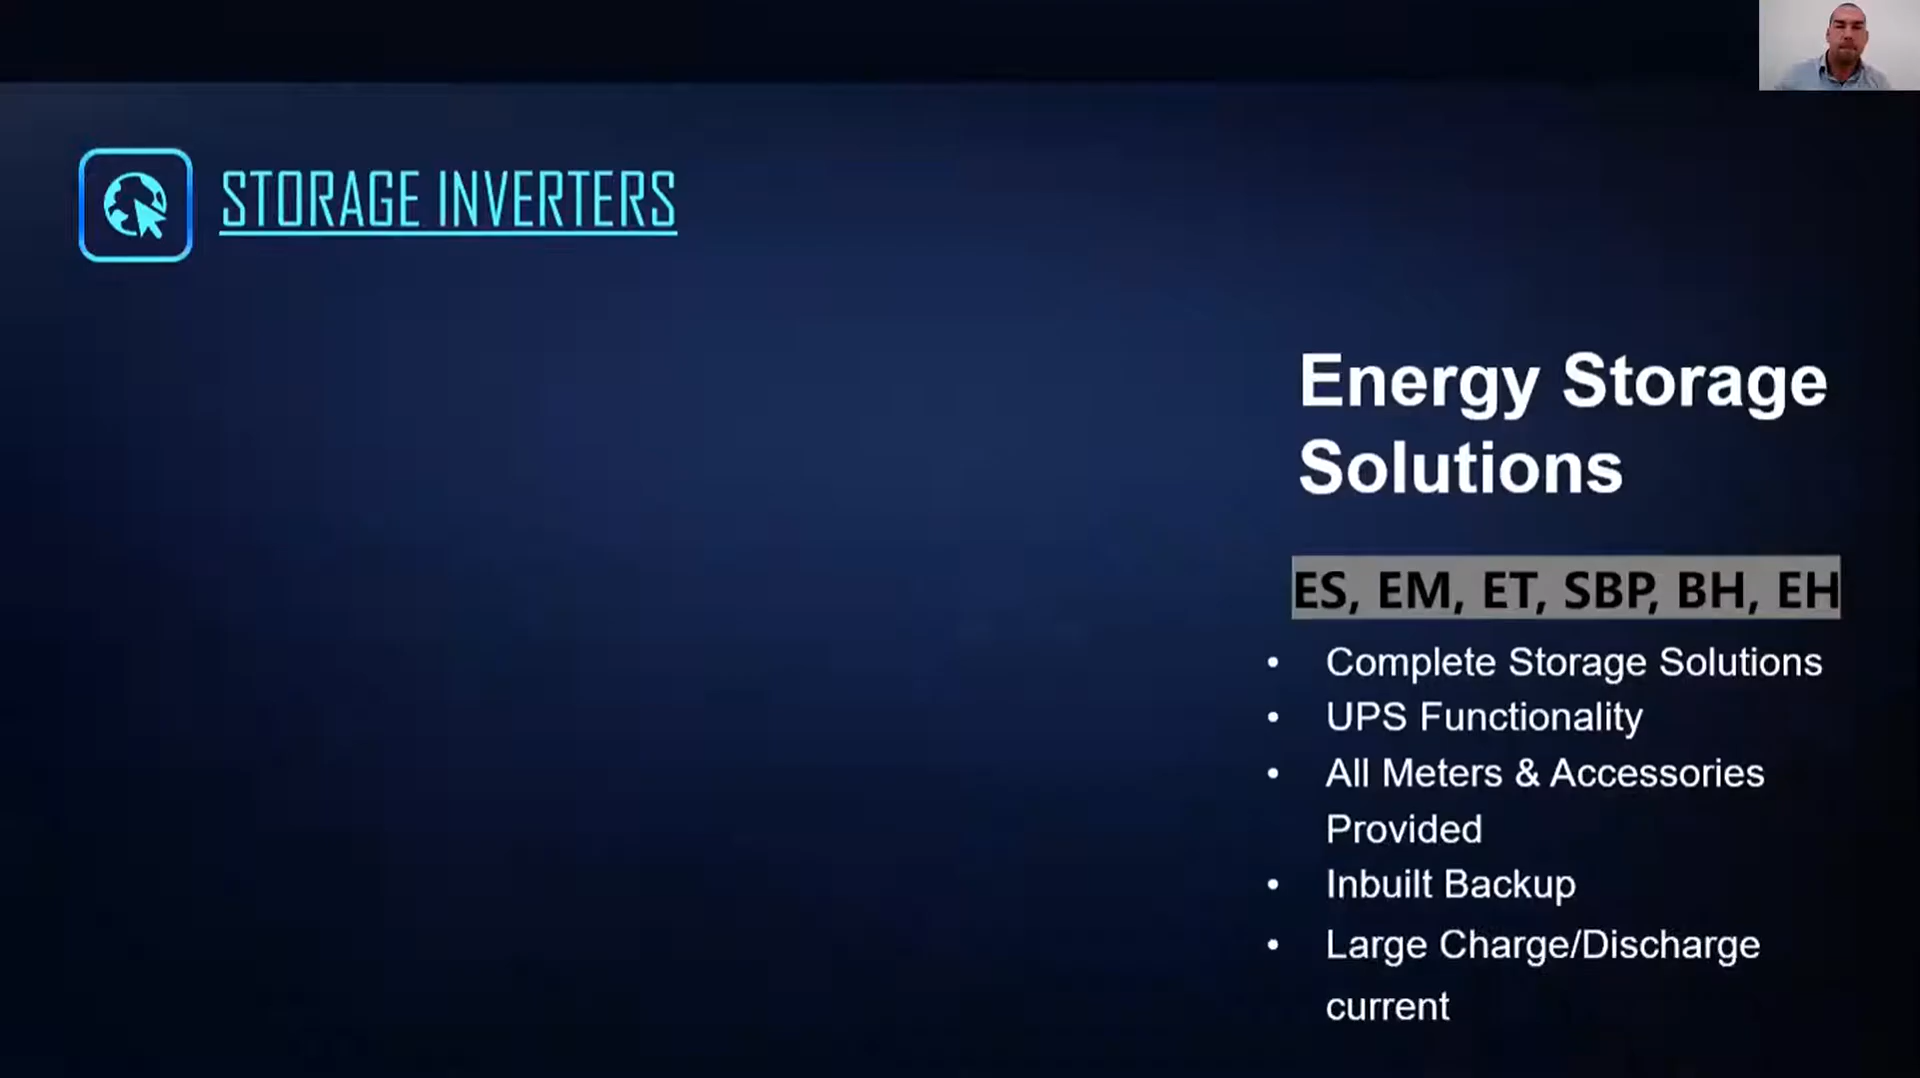 STORAGE INVERTERS
Energy Storage
Solutions
ES, EM, ET, SBP, BH, EH
• Complete Storage Solutions
• UPS Functionality
• All Meters & Accessories
Provided
• Inbuilt Backup
• Large Charge/Discharge
current